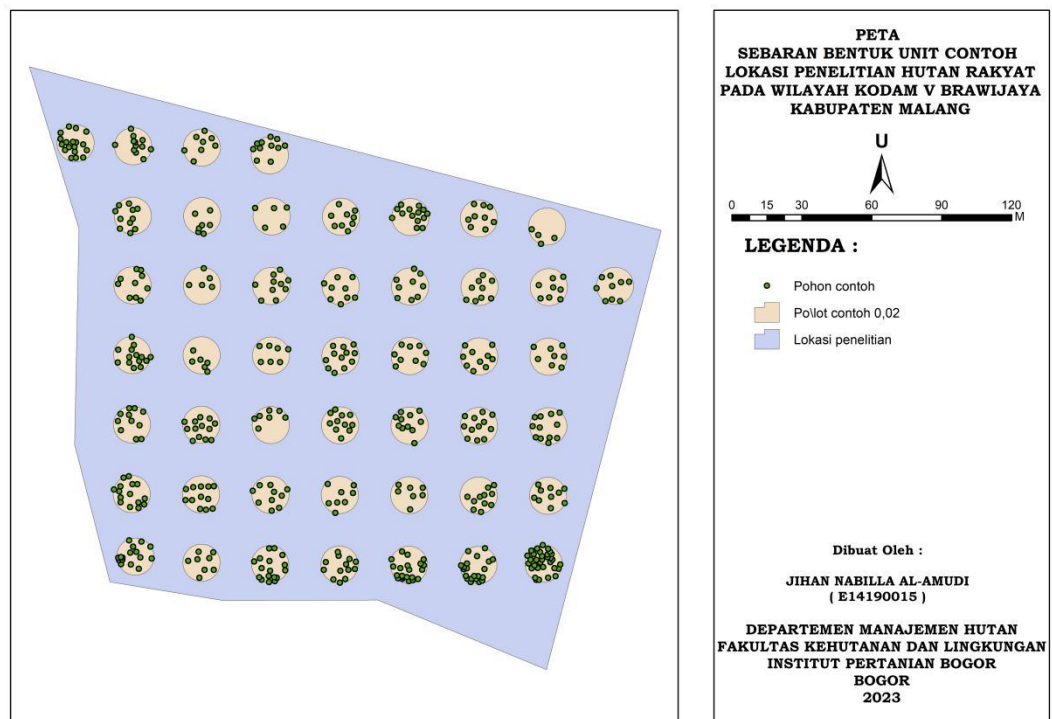 PETA
SEBARAN BENTUK UNIT CONTOH
LOKASI PENELITIAN HUTAN RAKYAT
PADA WILAYAH KODAM V BRAWIJAYA
KABUPATEN MALANG
U
0 15 30 60 90 120
M
LEGENDA :
Pohon contoh
Po\lot contoh 0,02
Lokasi penelitian
Dibuat Oleh :
JIHAN NABILLA AL-AMUDI
( E14190015 )
DEPARTEMEN MANAJEMEN HUTAN
FAKULTAS KEHUTANAN DAN LINGKUNGAN
INSTITUT PERTANIAN BOGOR
BOGOR
2023